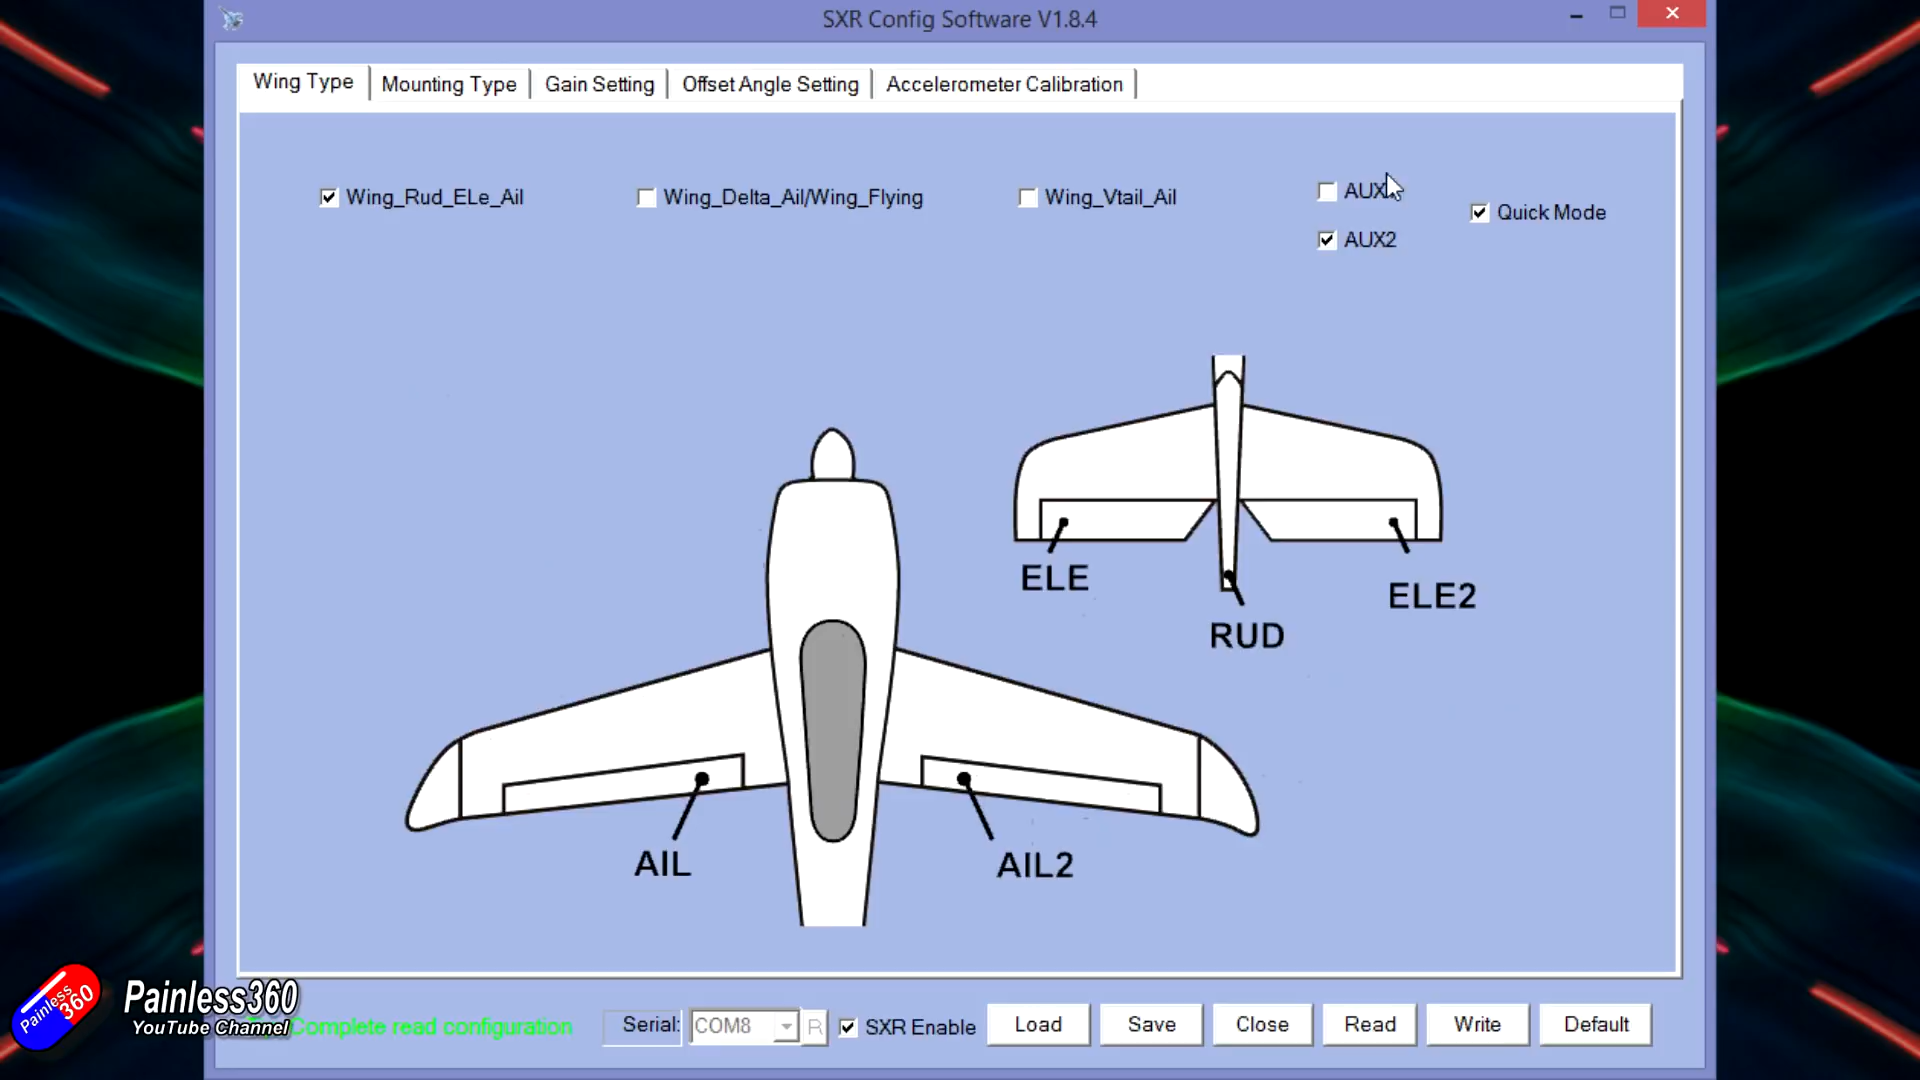 SXR Config Software V1.8.4
Wing Type
Mounting Type
Gain Setting
Offset Angle Setting
Accelerometer Calibration
Wing_Rud_ELe_Ail
Wing_Delta_Ail/Wing_Flying
Wing_Vtail_Ail
Quick Mode
AUX2
ELE
ELE2
RUD
AIL
AIL2
Painless360
Painless360
YouTube Channel
Complete read configuration
Serial:
COM8
R
SXR Enable
Load
Save
Close
Read
Write
Default